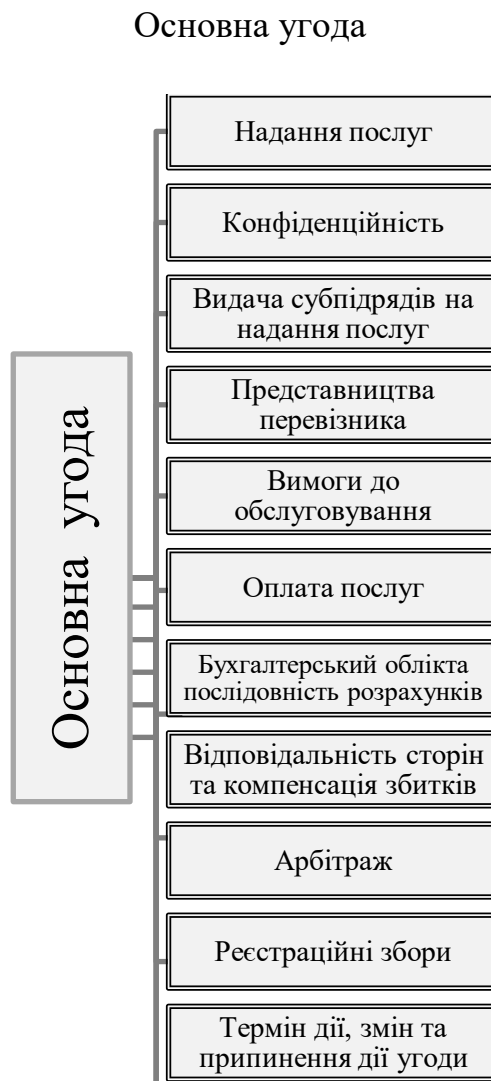 Основна угода
Основна угода
Надання послуг
Конфіденційність
Видача субпідрядів на
надання послуг
Представництва
перевізника
Вимоги до
обслуговування
Оплата послуг
Бухгалтерський облікта
послідовність розрахунків
Відповідальність сторін
та компенсація збитків
Арбітраж
Реєстраційні збори
Термін дії, змін та
припинення дії угоди